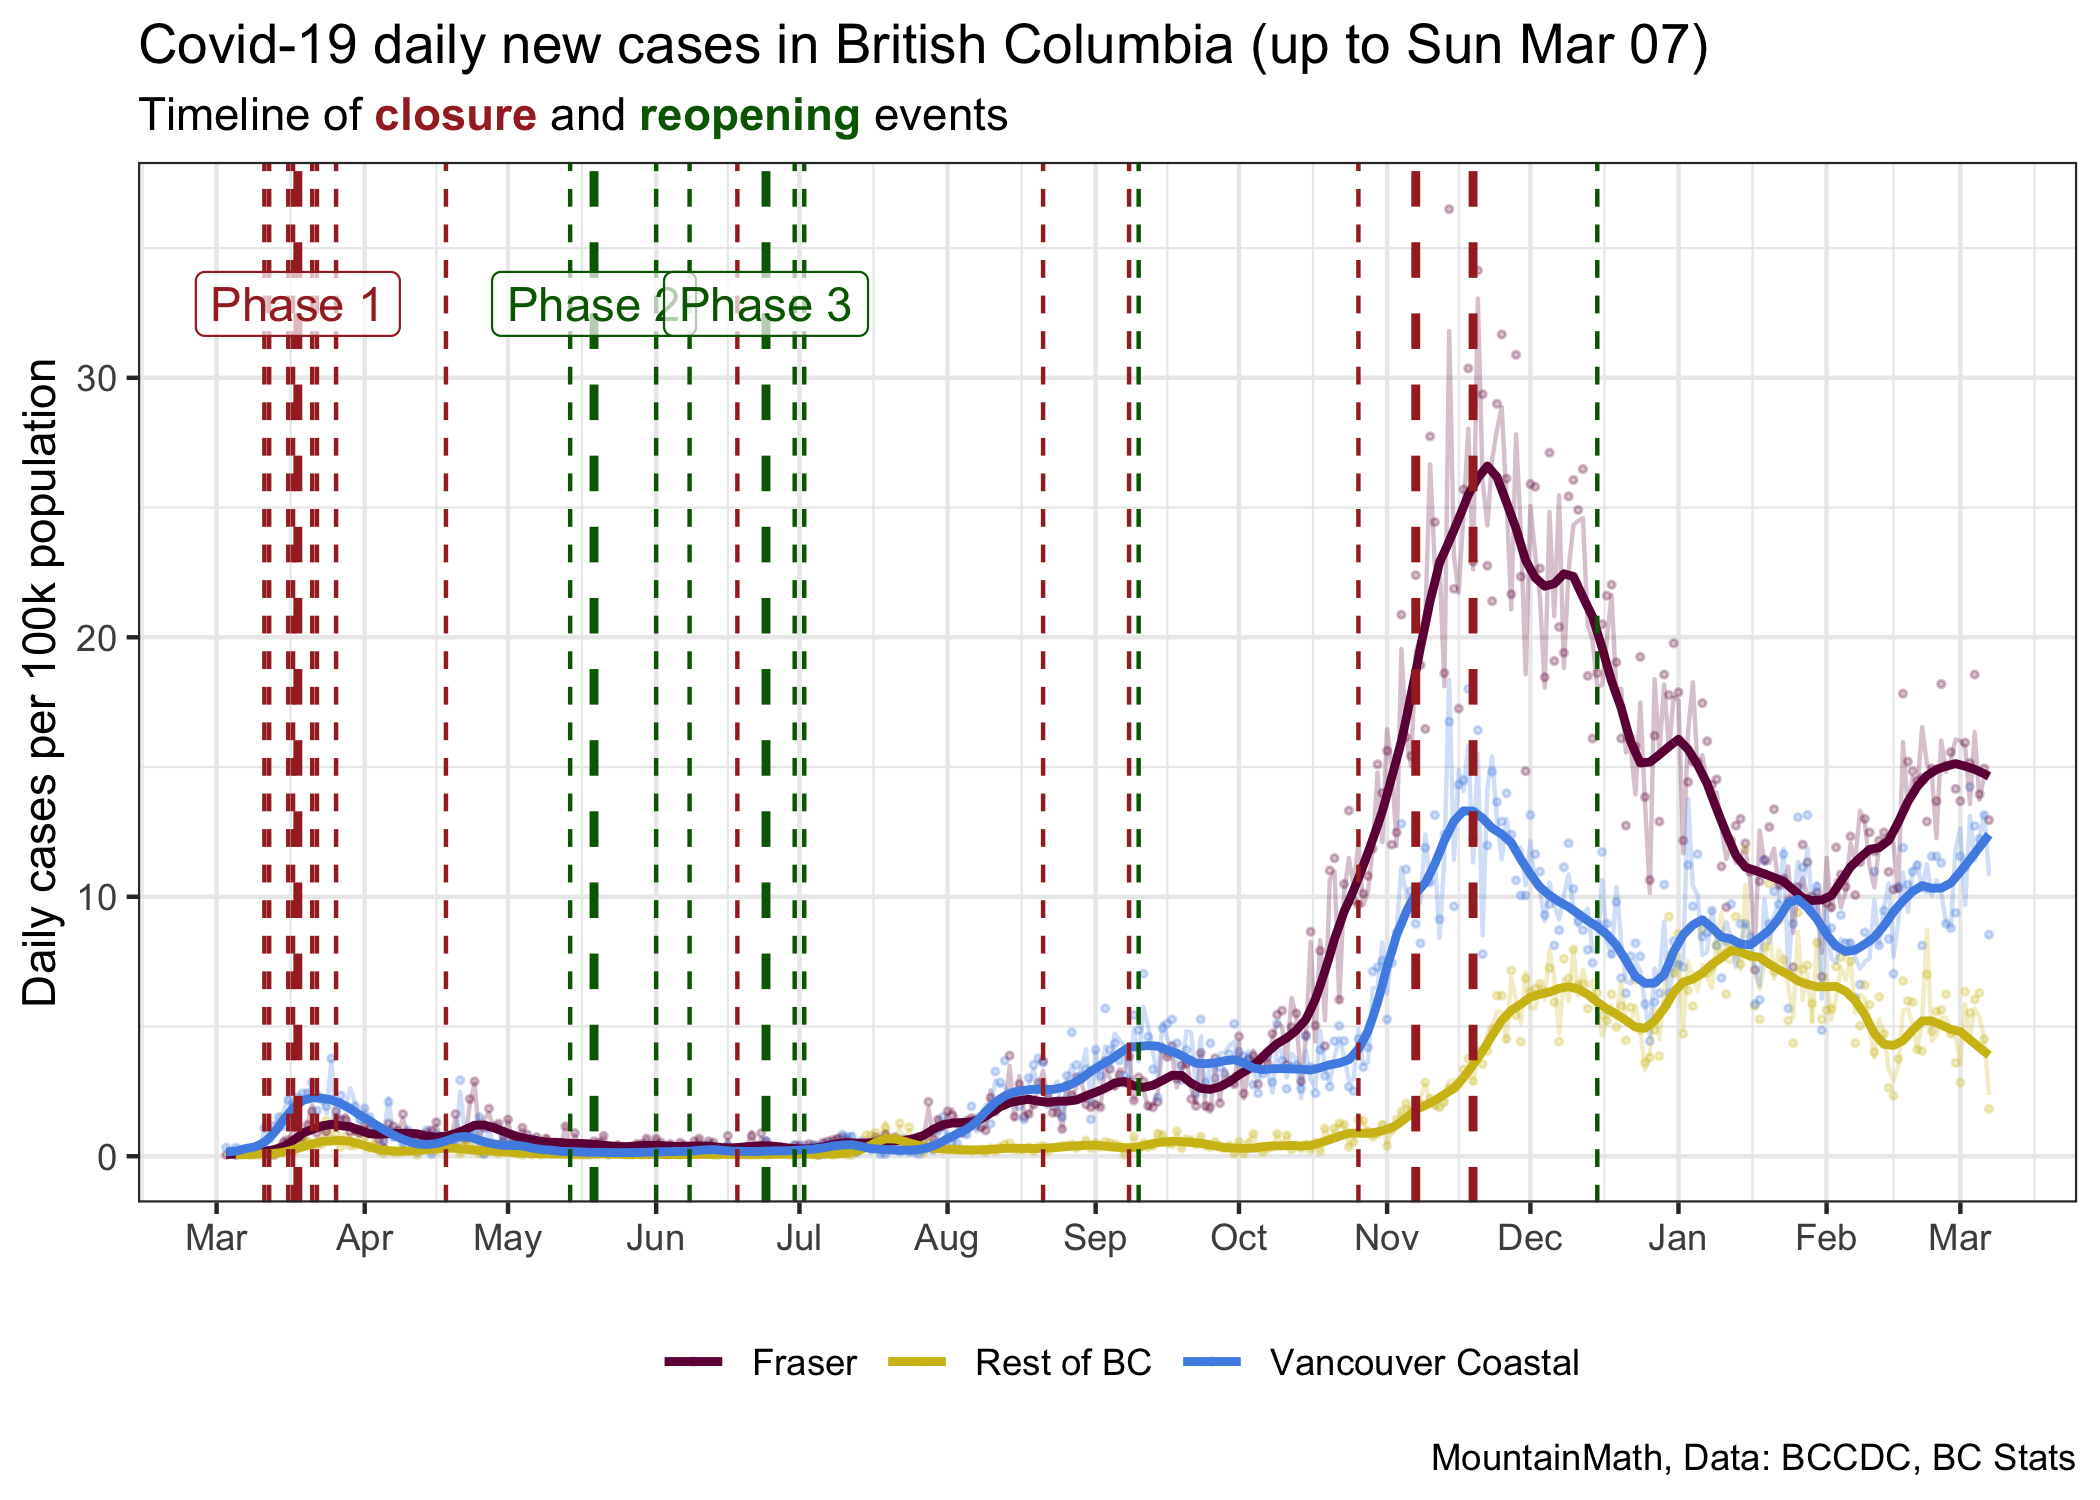 Covid-19 daily new cases in British Columbia (up to Sun Mar 07)
Timeline of closure and reopening events
Daily cases per 100k population
30
20
10
0
Phase 1
Phase 2
Phase 3
Mar Apr May Jun Jul Aug Sep Oct Nov Dec Jan Feb Mar
Fraser Rest of BC Vancouver Coastal
MountainMath, Data: BCCDC, BC Stats